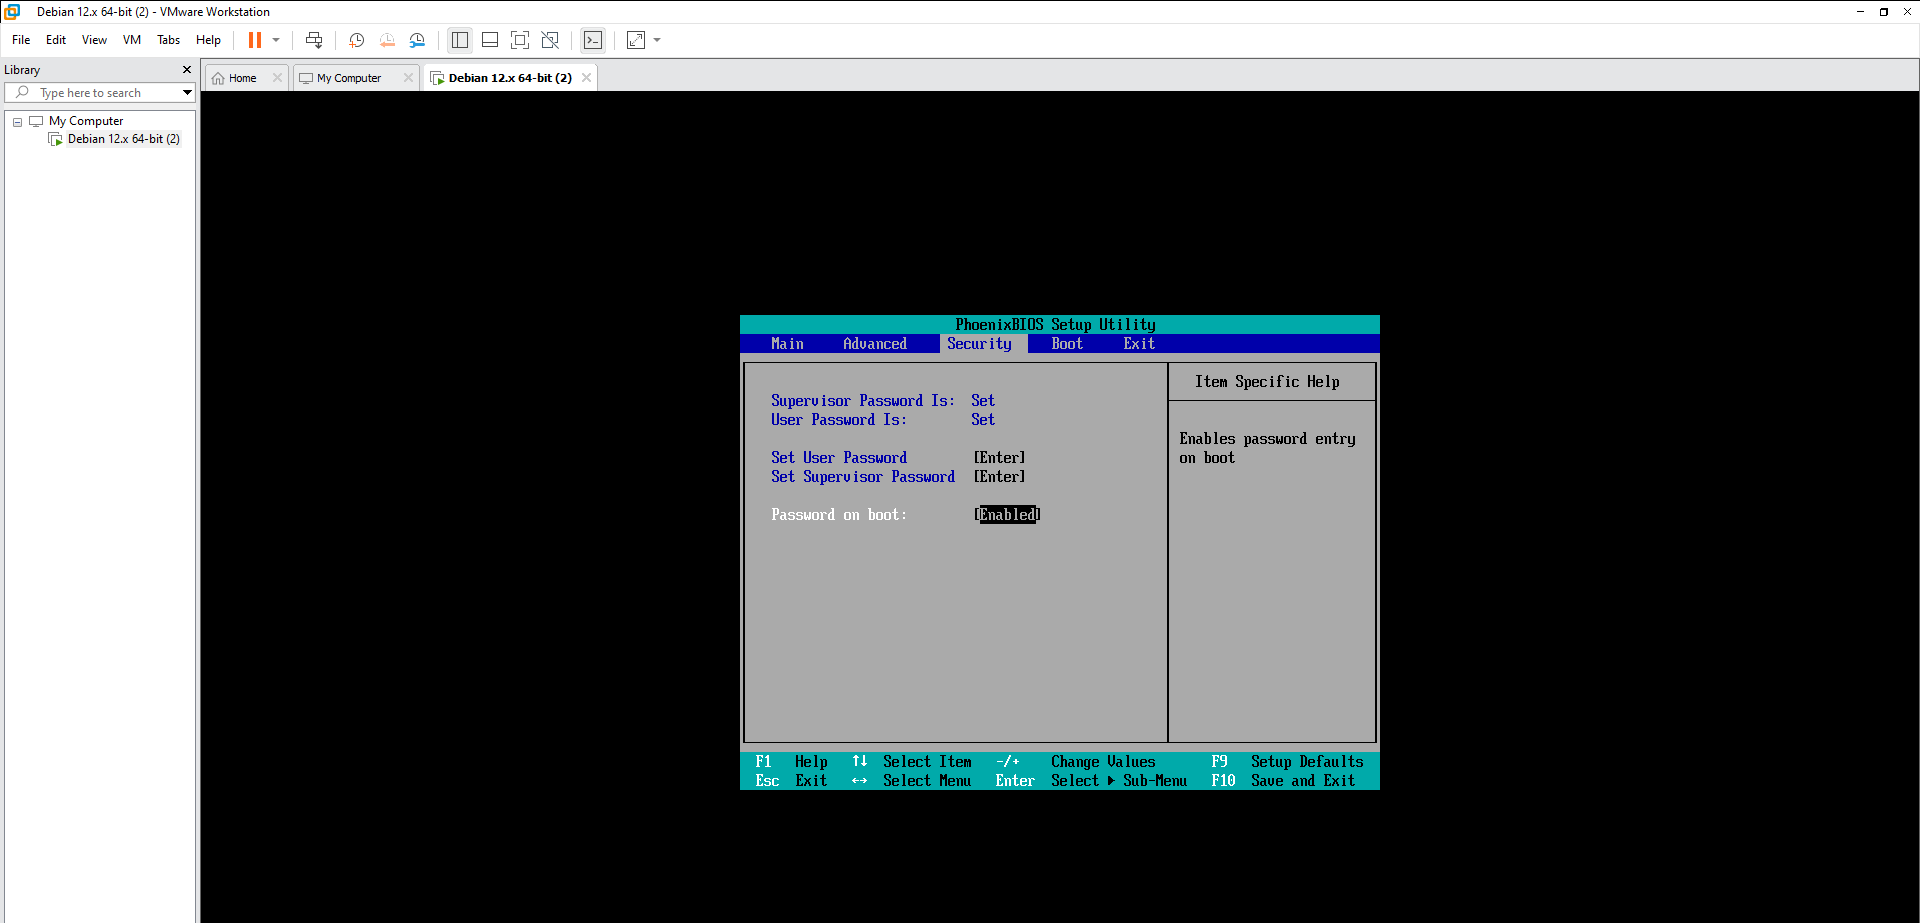 Debian 12.x 64-bit (2) - VMware Workstation
File Edit View VM Tabs Help
Library
Type here to search
My Computer
Debian 12.x 64-bit (2)
Home
My Computer
Debian 12.x 64-bit (2)
PhoenixBIOS Setup Utility
Main Advanced Security Boot Exit
Supervisor Password Is: Set
User Password Is: Set
Set User Password [Enter]
Set Supervisor Password [Enter]
Password on boot: [Enabled]
Item Specific Help
Enables password entry
on boot
F1 Help ↑↓ Select Item -/+ Change Values F9 Setup Defaults
Esc Exit ↔ Select Menu Enter Select ▶ Sub-Menu F10 Save and Exit